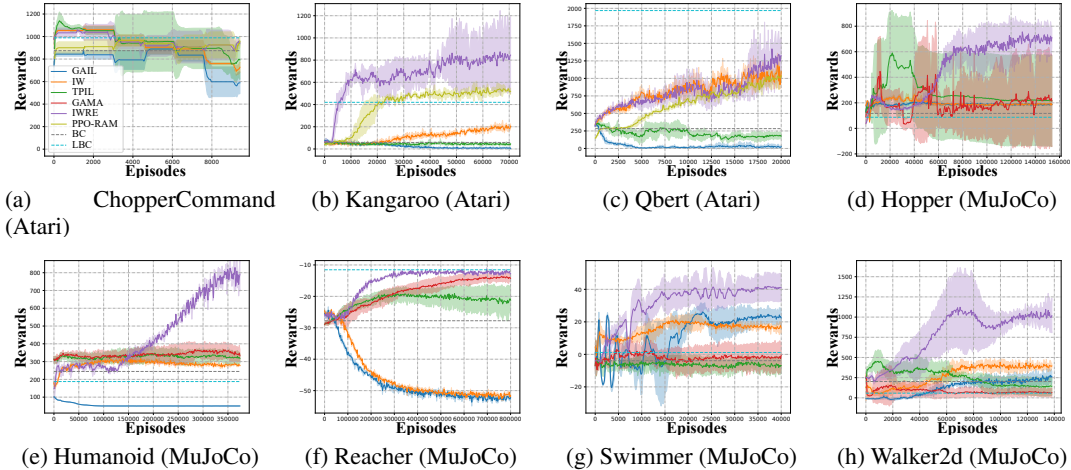 Rewards
1200
1000
800
600
400
200
0
GAIL
IW
TPIL
GAMA
IWRE
PPO-RAM
BC
LBC
0 2000 4000 6000 8000
Episodes
(a) ChopperCommand
(Atari)
Rewards
1200
1000
800
600
400
200
0
0 10000 20000 30000 40000 50000 60000 70000
Episodes
(b) Kangaroo (Atari)
Rewards
2000
1750
1500
1250
1000
750
500
250
0
0 2500 5000 7500 10000 12500 15000 17500 20000
Episodes
(c) Qbert (Atari)
Rewards
800
600
400
200
0
−200
0 20000 40000 60000 80000 100000 120000 140000 160000
Episodes
(d) Hopper (MuJoCo)
Rewards
800
700
600
500
400
300
200
100
0 5000 10000 15000 20000 25000 30000 35000
Episodes
(e) Humanoid (MuJoCo)
Rewards
−10
−20
−30
−40
−50
0 100000 200000 300000 400000 500000 600000 700000 800000
Episodes
(f) Reacher (MuJoCo)
Rewards
40
20
0
−20
0 5000 10000 15000 20000 25000 30000 35000 40000
Episodes
(g) Swimmer (MuJoCo)
Rewards
1500
1250
1000
750
500
250
0
0 20000 40000 60000 80000 100000 120000 140000
Episodes
(h) Walker2d (MuJoCo)